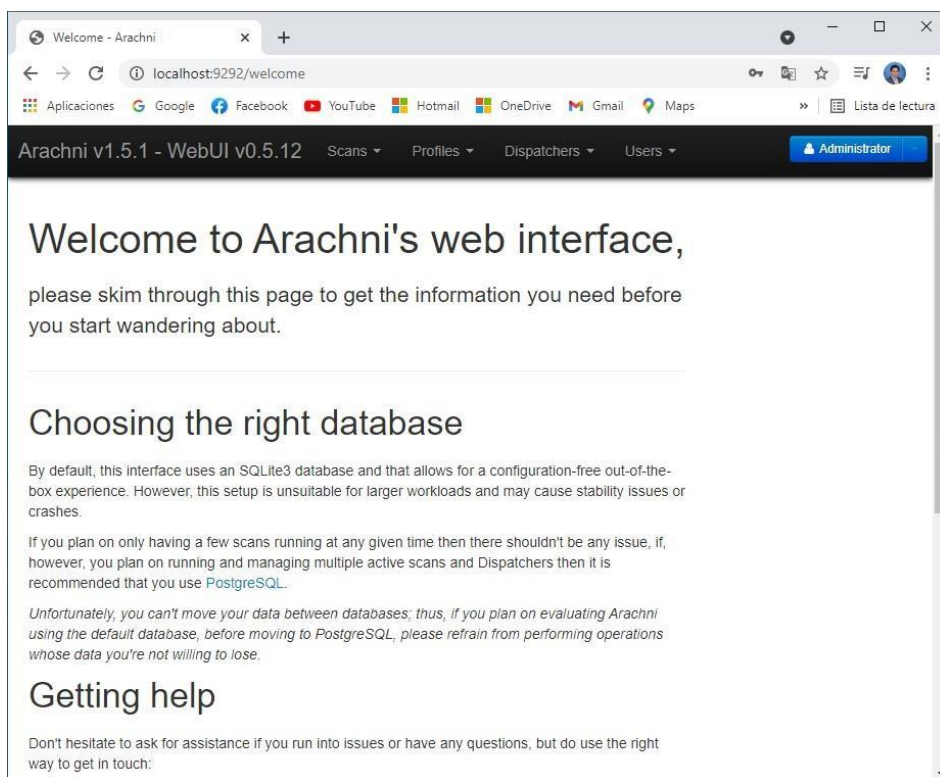 Welcome - Arachni
localhost:9292/welcome
Aplicaciones Google Facebook YouTube Hotmail OneDrive Gmail Maps » Lista de lectura
Arachni v1.5.1 - WebUI v0.5.12 Scans Profiles Dispatchers Users Administrator
Welcome to Arachni's web interface,
please skim through this page to get the information you need before
you start wandering about.
Choosing the right database
By default, this interface uses an SQLite3 database and that allows for a configuration-free out-of-the-
box experience. However, this setup is unsuitable for larger workloads and may cause stability issues or
crashes.
If you plan on only having a few scans running at any given time then there shouldn't be any issue, if,
however, you plan on running and managing multiple active scans and Dispatchers then it is
recommended that you use PostgreSQL.
Unfortunately, you can't move your data between databases; thus, if you plan on evaluating Arachni
using the default database, before moving to PostgreSQL, please refrain from performing operations
whose data you're not willing to lose.
Getting help
Don't hesitate to ask for assistance if you run into issues or have any questions, but do use the right
way to get in touch: